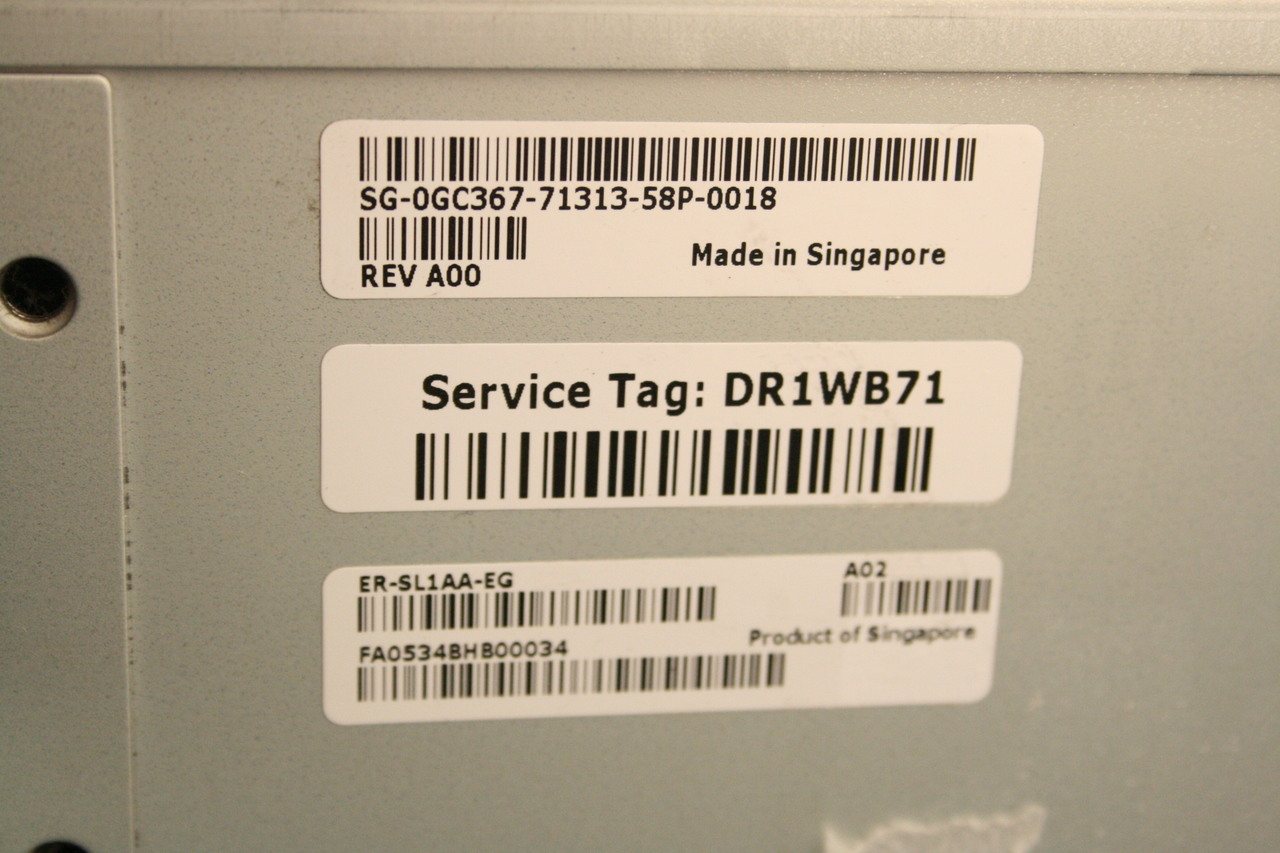 SG-0GC367-71313-58P-0018
Made in Singapore
REV A00
Service Tag: DR1WB71
ER-SL1AA-EG
A02
Product of Singapore
FA0534BHB00034